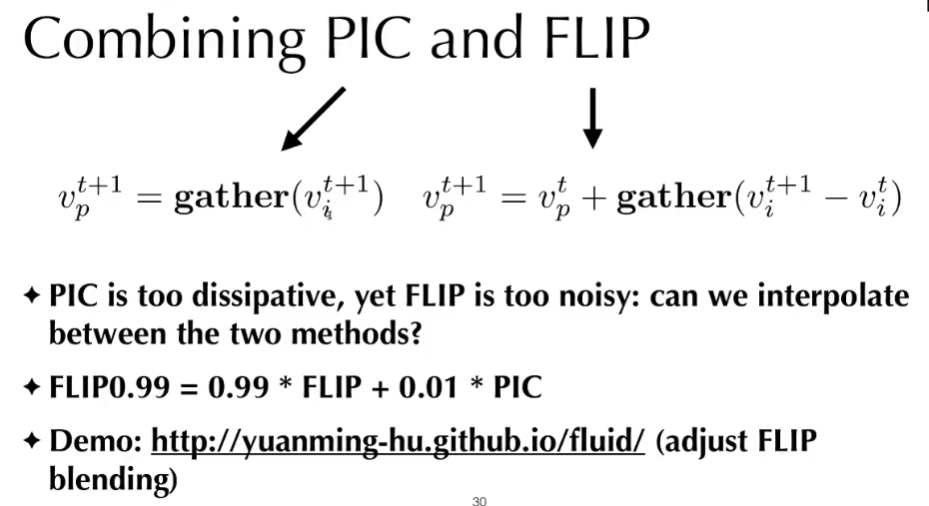 Combining PIC and FLIP
v_p^{t+1} = gather(v_i^{t+1}) v_p^{t+1} = v_p^t + gather(v_i^{t+1} − v_i^t)
✦ PIC is too dissipative, yet FLIP is too noisy: can we interpolate
between the two methods?
✦ FLIP0.99 = 0.99 * FLIP + 0.01 * PIC
✦ Demo: http://yuanming-hu.github.io/fluid/ (adjust FLIP
blending)
30